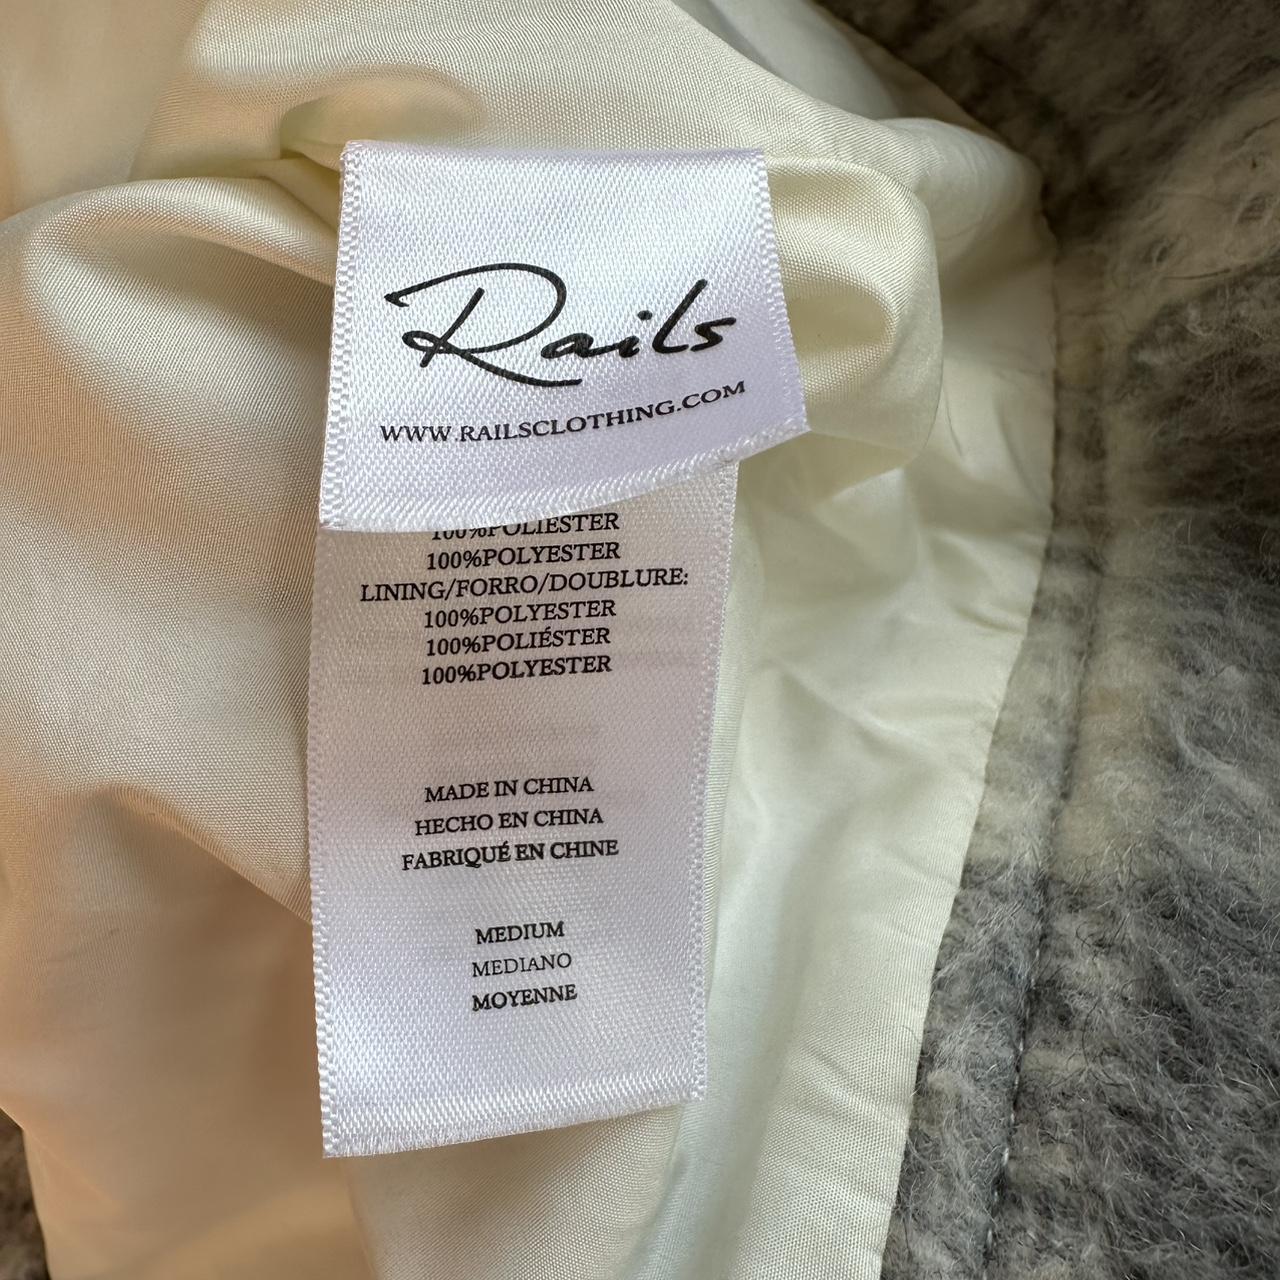 Rails
WWW.RAILSCLOTHING.COM
100%POLIESTER
100%POLYESTER
LINING/FORRO/DOUBLURE:
100%POLYESTER
100%POLIÉSTER
100%POLYESTER
MADE IN CHINA
HECHO EN CHINA
FABRIQUÉ EN CHINE
MEDIUM
MEDIANO
MOYENNE